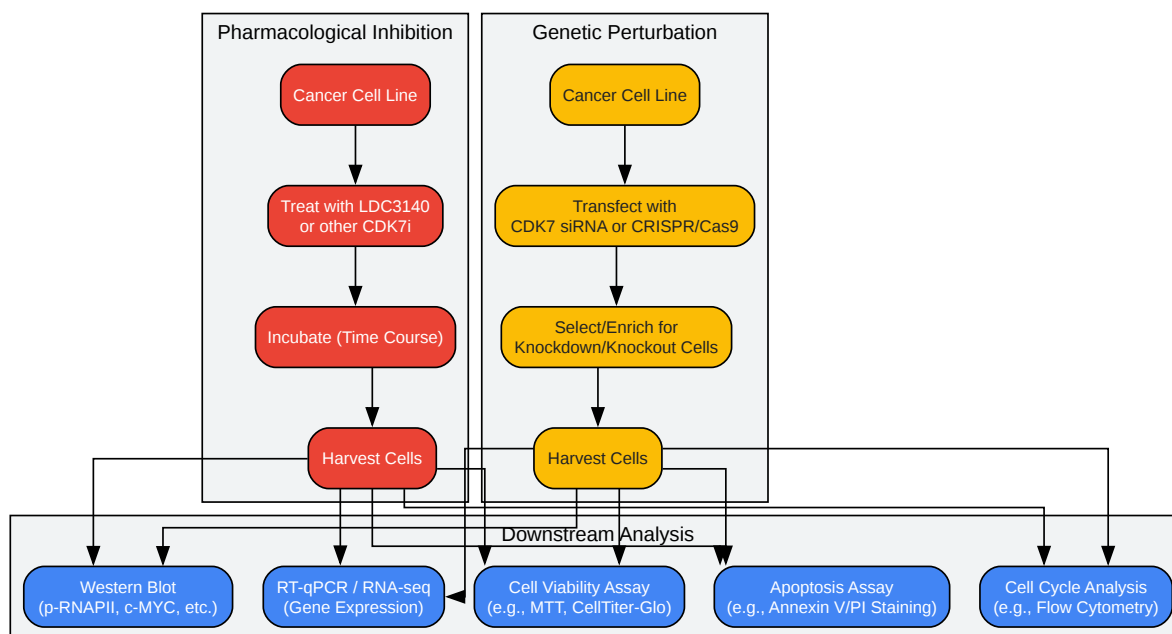 Pharmacological Inhibition
Genetic Perturbation
Cancer Cell Line
Cancer Cell Line
Treat with LDC3140
or other CDK7i
Transfect with
CDK7 siRNA or CRISPR/Cas9
Incubate (Time Course)
Select/Enrich for
Knockdown/Knockout Cells
Harvest Cells
Harvest Cells
Downstream Analysis
Western Blot
(p-RNAPII, c-MYC, etc.)
RT-qPCR / RNA-seq
(Gene Expression)
Cell Viability Assay
(e.g., MTT, CellTiter-Glo)
Apoptosis Assay
(e.g., Annexin V/PI Staining)
Cell Cycle Analysis
(e.g., Flow Cytometry)